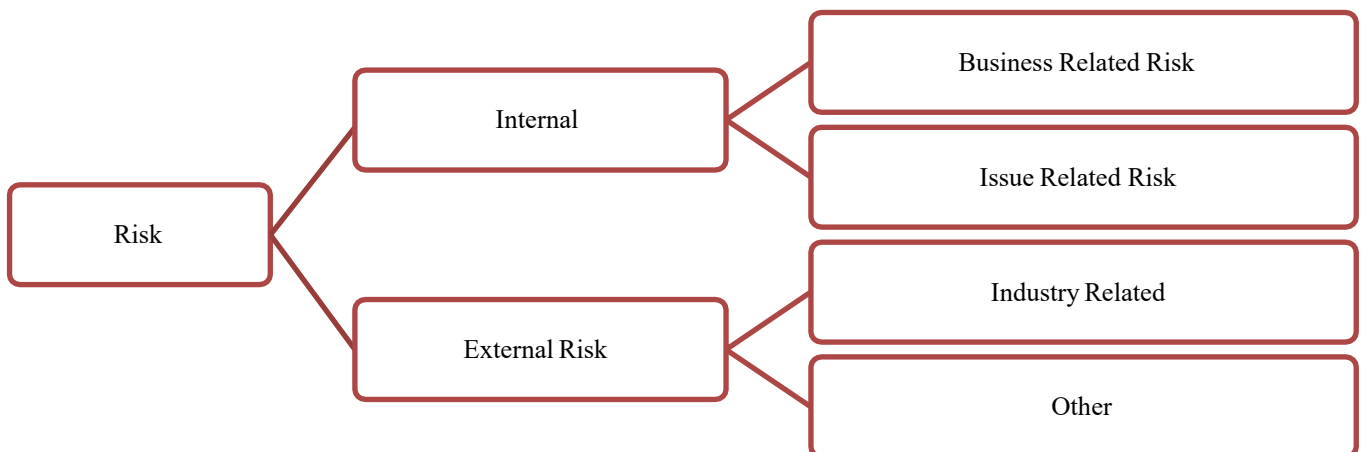 Risk
Internal
Business Related Risk
Issue Related Risk
External Risk
Industry Related
Other